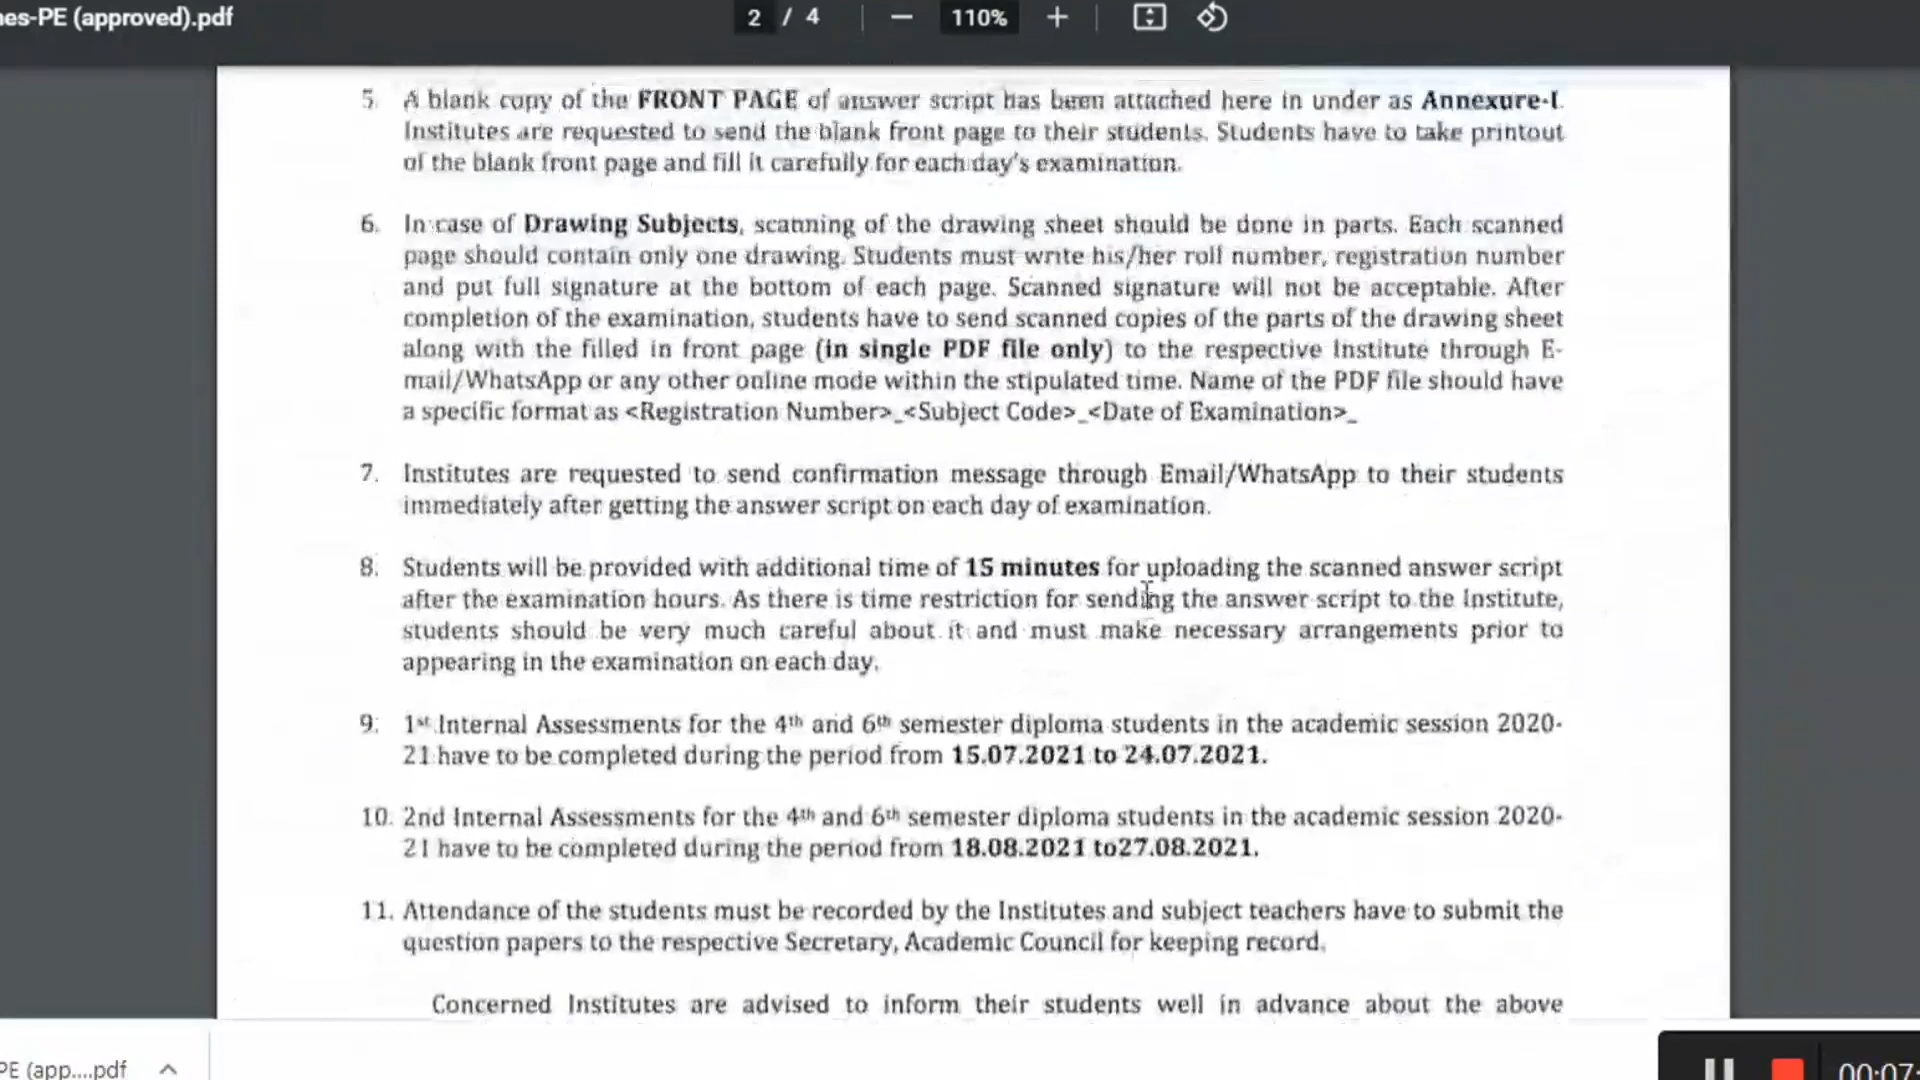 nes-PE (approved).pdf
2 / 4
110%
5. A blank copy of the FRONT PAGE of answer script has been attached here in under as Annexure-I.
Institutes are requested to send the blank front page to their students. Students have to take printout
of the blank front page and fill it carefully for each day's examination.
6. In case of Drawing Subjects, scanning of the drawing sheet should be done in parts. Each scanned
page should contain only one drawing. Students must write his/her roll number, registration number
and put full signature at the bottom of each page. Scanned signature will not be acceptable. After
completion of the examination, students have to send scanned copies of the parts of the drawing sheet
along with the filled in front page (in single PDF file only) to the respective Institute through E-
mail/WhatsApp or any other online mode within the stipulated time. Name of the PDF file should have
a specific format as <Registration Number>_<Subject Code>_<Date of Examination>_
7. Institutes are requested to send confirmation message through Email/WhatsApp to their students
immediately after getting the answer script on each day of examination.
8. Students will be provided with additional time of 15 minutes for uploading the scanned answer script
after the examination hours. As there is time restriction for sending the answer script to the Institute,
students should be very much careful about it and must make necessary arrangements prior to
appearing in the examination on each day.
9. 1st Internal Assessments for the 4th and 6th semester diploma students in the academic session 2020-
21 have to be completed during the period from 15.07.2021 to 24.07.2021.
10. 2nd Internal Assessments for the 4th and 6th semester diploma students in the academic session 2020-
21 have to be completed during the period from 18.08.2021 to27.08.2021.
11. Attendance of the students must be recorded by the Institutes and subject teachers have to submit the
question papers to the respective Secretary, Academic Council for keeping record.
Concerned Institutes are advised to inform their students well in advance about the above
PE (app....pdf
00:07: